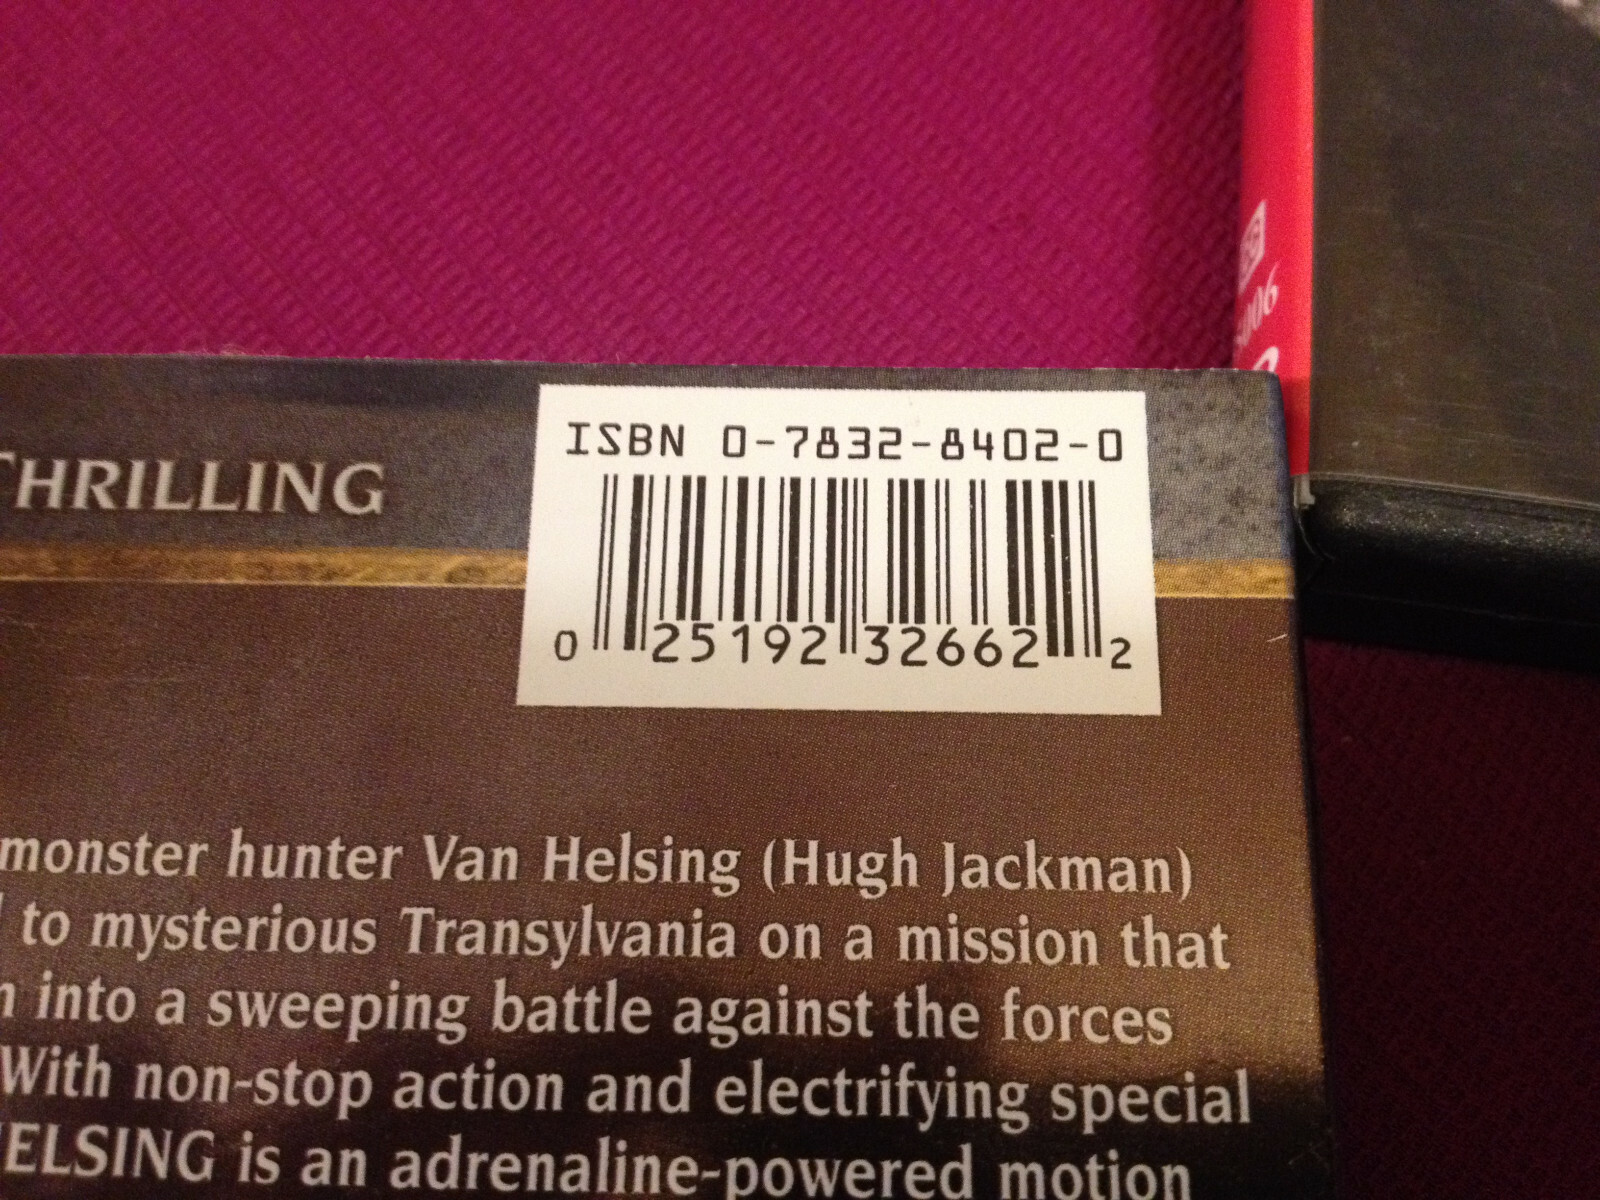 THRILLING
ISBN 0-7832-8402-0
0 25192 32662 2
monster hunter Van Helsing (Hugh Jackman)
to mysterious Transylvania on a mission that
into a sweeping battle against the forces
With non-stop action and electrifying special
HELSING is an adrenaline-powered motion